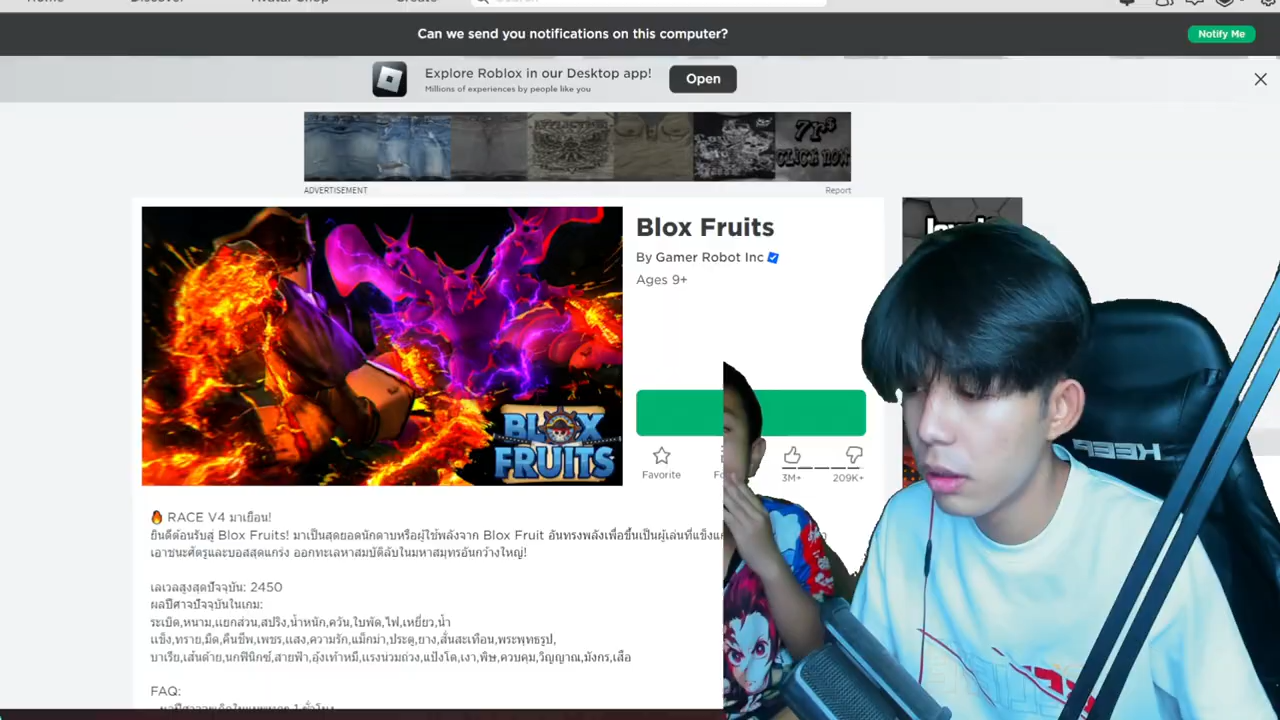 Home
Discover
Avatar Shop
Create
Search
Can we send you notifications on this computer?
Notify Me
Explore Roblox in our Desktop app!
Open
Millions of experiences by people like you
7r$
CLICK NOW
ADVERTISEMENT
Report
Blox Fruits
By Gamer Robot Inc
Ages 9+
BLOX
FRUITS
Favorite
3M+
209K+
🔥 RACE V4 มาเยือน!
ยินดีต้อนรับสู่ Blox Fruits! มาเป็นสุดยอดนักดาบหรือผู้ใช้พลังจาก Blox Fruit อันทรงพลังเพื่อขึ้นเป็นผู้เล่นที่แข็งแก
เอาชนะศัตรูและบอสสุดแกร่ง ออกทะเลหาสมบัติลับในมหาสมุทรอันกว้างใหญ่!
เลเวลสูงสุดปัจจุบัน: 2450
ผลปีศาจปัจจุบันในเกม:
ระเบิด,หนาม,แยกส่วน,สปริง,น้ำหนัก,ควัน,ใบพัด,ไฟ,เหยี่ยว,น้ำ
แข็ง,ทราย,มืด,คืนชีพ,เพชร,แสง,ความรัก,แม็กม่า,ประตู,ยาง,สั่นสะเทือน,พระพุทธรูป,
บาเรีย,เส้นด้าย,นกฟีนิกซ์,สายฟ้า,อุ้งเท้าหมี,แรงน่วมถ่วง,แป้งโด,เงา,พิษ,ควบคุม,วิญญาณ,มังกร,เสือ
FAQ: